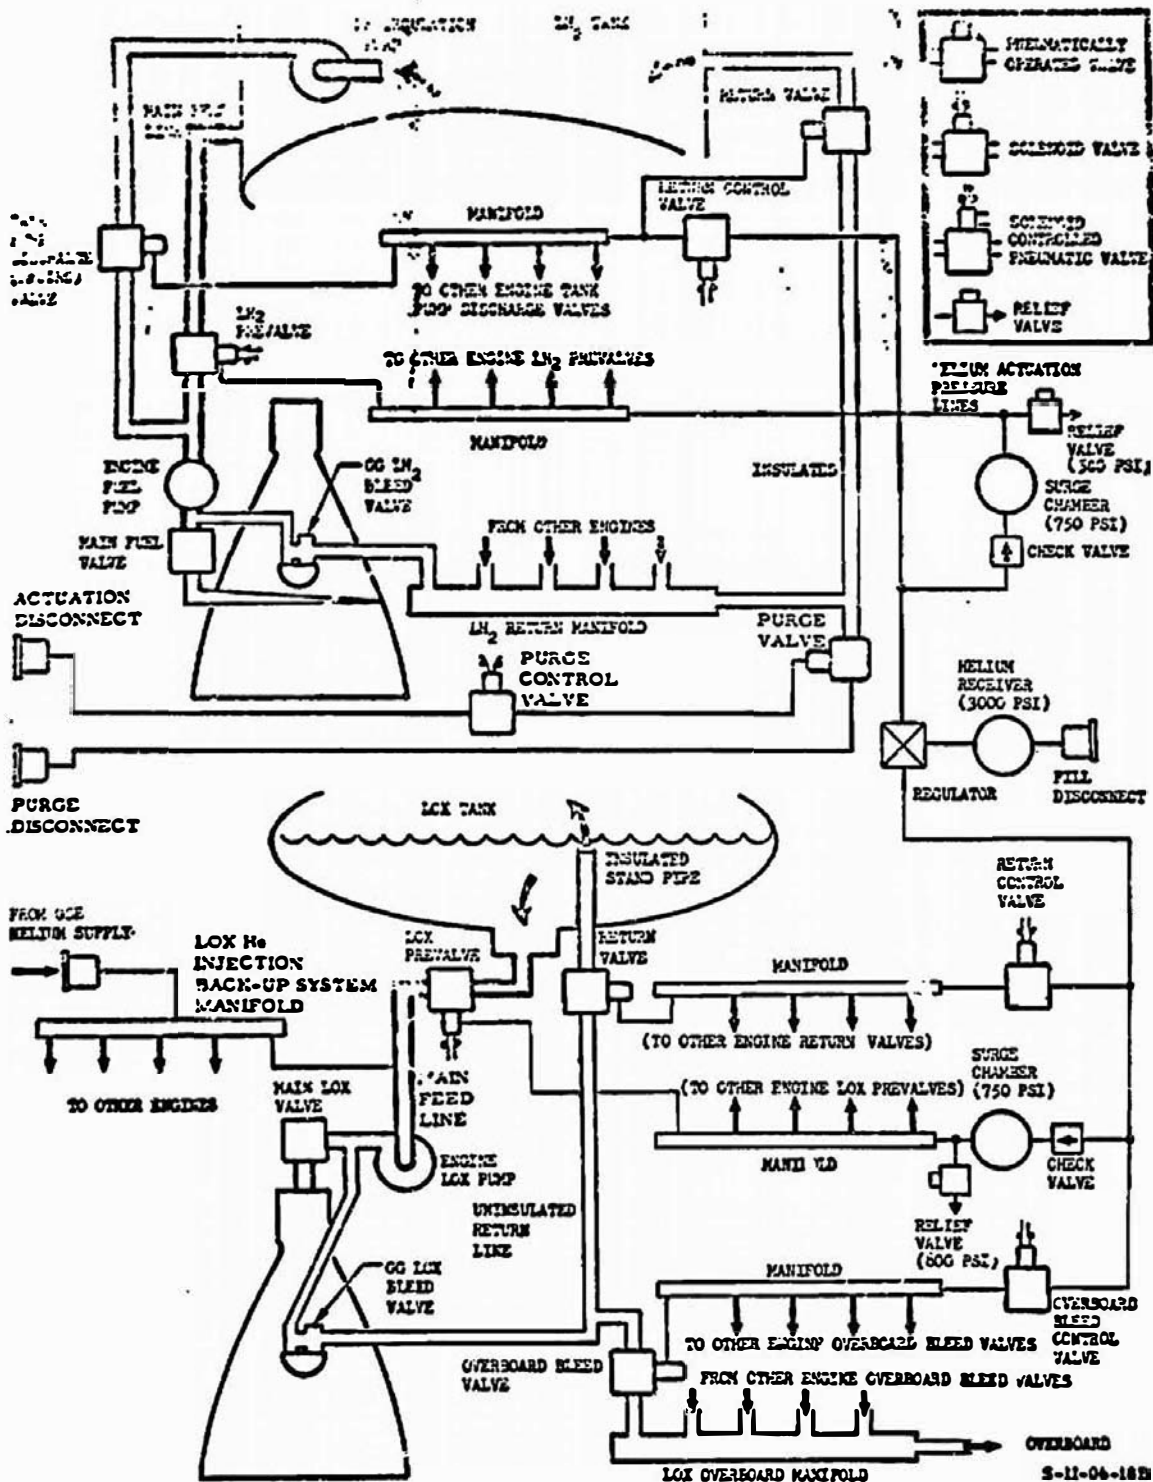 LH2 TANK
RETURN VALVE
PNEUMATICALLY
OPERATED VALVE
SOLENOID VALVE
SOLENOID
CONTROLLED
PNEUMATIC VALVE
RELIEF
VALVE
MANIFOLD
RETURN CONTROL
VALVE
VALVE
TO OTHER ENGINE TANK
PUMP DISCHARGE VALVES
LH2
PREVALVE
TO OTHER ENGINE LH2 PREVALVES
MANIFOLD
ACTUATION
PRESSURE
LINES
RELIEF
VALVE
(500 PSI)
SURGE
CHAMBER
(750 PSI)
CHECK VALVE
INSULATED
ENGINE
FUEL
PUMP
GG LH2
BLEED
VALVE
MAIN FUEL
VALVE
FROM OTHER ENGINES
LH2 RETURN MANIFOLD
PURGE
VALVE
ACTUATION
DISCONNECT
PURGE
CONTROL
VALVE
HELIUM
RECEIVER
(3000 PSI)
REGULATOR
FILL
DISCONNECT
PURGE
DISCONNECT
LOX TANK
INSULATED
STAND PIPE
FROM GSE
HELIUM SUPPLY
LOX He
INJECTION
BACK-UP SYSTEM
MANIFOLD
TO OTHER ENGINES
LOX
PREVALVE
RETURN
VALVE
MANIFOLD
RETURN
CONTROL
VALVE
(TO OTHER ENGINE RETURN VALVES)
MAIN LOX
VALVE
MAIN
FEED
LINE
(TO OTHER ENGINE LOX PREVALVES)
SURGE
CHAMBER
(750 PSI)
CHECK
VALVE
ENGINE
LOX PUMP
UNINSULATED
RETURN
LINE
RELIEF
VALVE
(600 PSI)
GG LOX
BLEED
VALVE
MANIFOLD
OVERBOARD
BLEED
CONTROL
VALVE
TO OTHER ENGINE OVERBOARD BLEED VALVES
OVERBOARD BLEED
VALVE
FROM OTHER ENGINE OVERBOARD BLEED VALVES
OVERBOARD
LOX OVERBOARD MANIFOLD